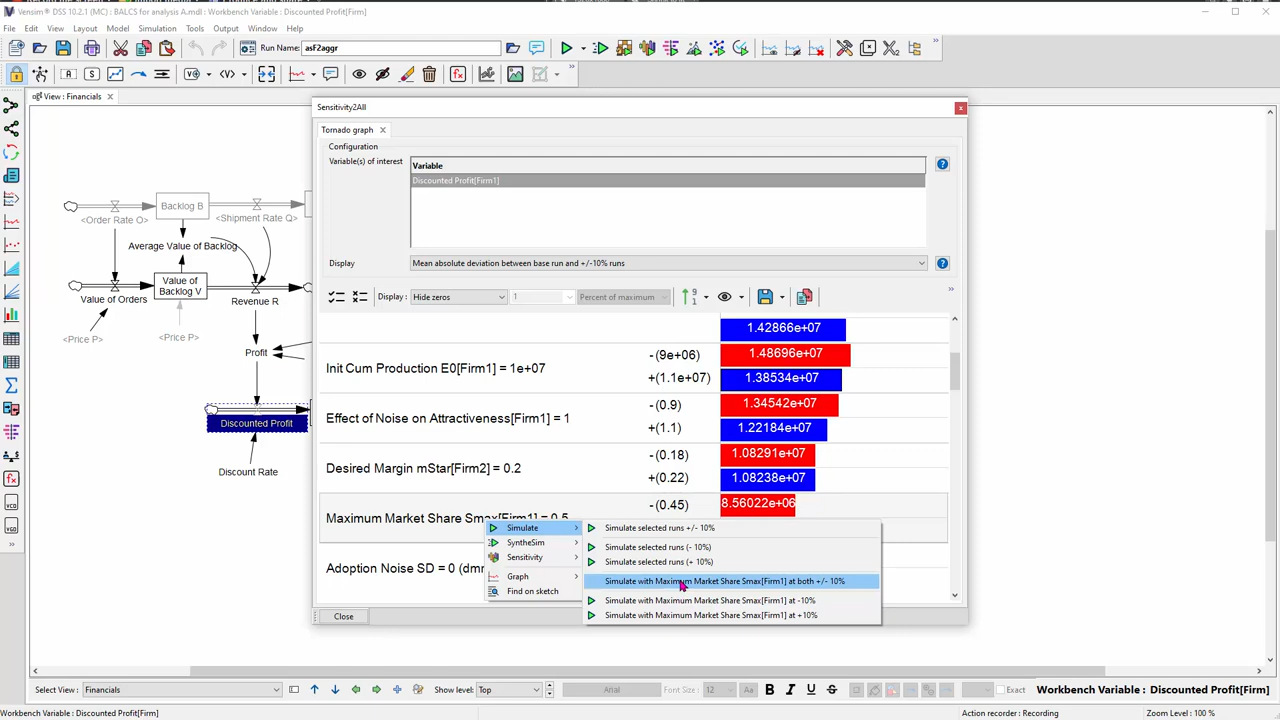 Vensim® DSS 10.2.1 (MC) : BALCS for analysis A.mdl : Workbench Variable : Discounted Profit[Firm]
File Edit View Layout Model Simulation Tools Output Window Help
Run Name: asF2aggr
View : Financials
Sensitivity2All
Tornado graph
Configuration
Variable(s) of interest
Variable
Discounted Profit[Firm1]
Display
Mean absolute deviation between base run and +/-10% runs
Display : Hide zeros 1 Percent of maximum
1.42866e+07
Init Cum Production E0[Firm1] = 1e+07
-(9e+06) 1.48696e+07
+(1.1e+07) 1.38534e+07
Effect of Noise on Attractiveness[Firm1] = 1
-(0.9) 1.34542e+07
+(1.1) 1.22184e+07
Desired Margin mStar[Firm2] = 0.2
-(0.18) 1.08291e+07
+(0.22) 1.08238e+07
Maximum Market Share Smax[Firm1] = 0.5
-(0.45) 8.56022e+06
Adoption Noise SD = 0 (dm
Simulate
SyntheSim
Sensitivity
Graph
Find on sketch
Simulate selected runs +/- 10%
Simulate selected runs (- 10%)
Simulate selected runs (+ 10%)
Simulate with Maximum Market Share Smax[Firm1] at both +/- 10%
Simulate with Maximum Market Share Smax[Firm1] at -10%
Simulate with Maximum Market Share Smax[Firm1] at +10%
Close
Backlog B
<Order Rate O>
<Shipment Rate Q>
Average Value of Backlog
Value of Backlog V
Value of Orders
Revenue R
<Price P>
<Price P>
Profit
Discounted Profit
Discount Rate
Select View : Financials Show level: Top Arial Font Size : 12 Aa B I U S Exact Workbench Variable : Discounted Profit[Firm]
Workbench Variable : Discounted Profit[Firm] Action recorder : Recording Zoom Level : 100 %